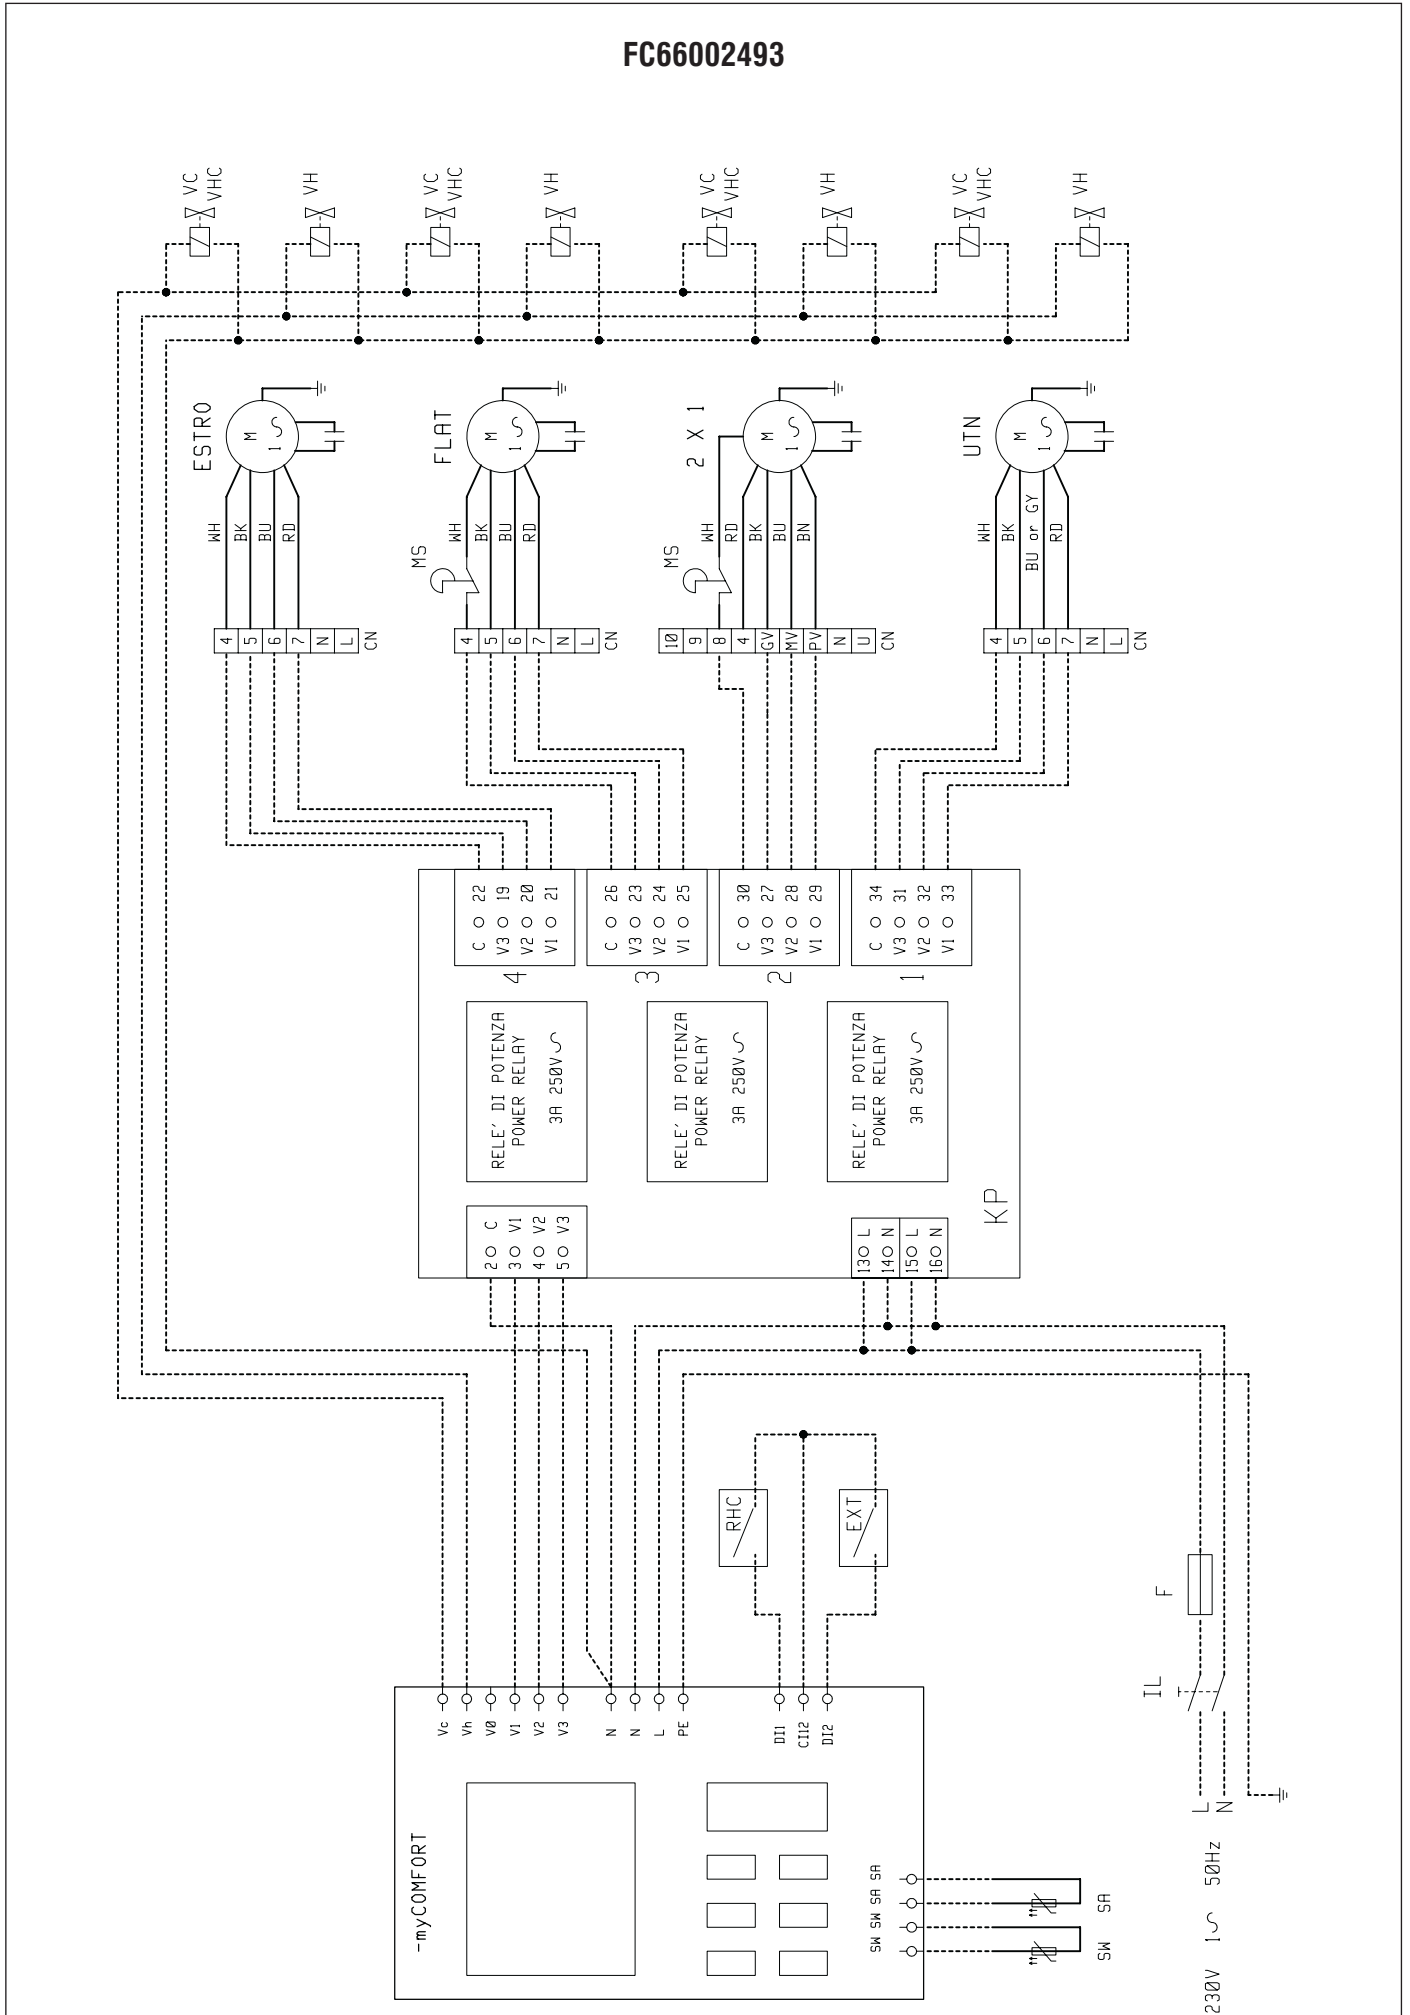 FC66002493
VC
VHC
VH
VC
VHC
VH
VC
VHC
VH
VC
VHC
VH
ESTRO
M
1
FLAT
M
1
2 X 1
M
1
UTN
M
1
WH
BK
BU
RD
MS
WH
BK
BU
RD
MS
WH
RD
BK
BU
BN
WH
BK
BU or GY
RD
4
5
6
7
N
L
CN
4
5
6
7
N
L
CN
10
9
8
4
GV
MV
PV
N
U
CN
4
5
6
7
N
L
CN
C 22
V3 19
V2 20
V1 21
4
C 26
V3 23
V2 24
V1 25
3
C 30
V3 27
V2 28
V1 29
2
C 34
V3 31
V2 32
V1 33
1
RELE' DI POTENZA
POWER RELAY
3A 250V
RELE' DI POTENZA
POWER RELAY
3A 250V
RELE' DI POTENZA
POWER RELAY
3A 250V
KP
2 C
3 V1
4 V2
5 V3
13 L
14 N
15 L
16 N
RHC
EXT
F
IL
Vc
Vh
V0
V1
V2
V3
N
N
L
PE
DI1
CI12
DI2
-myCOMFORT
SW SW SA SA
SW
SA
L
N
230V 1 50Hz